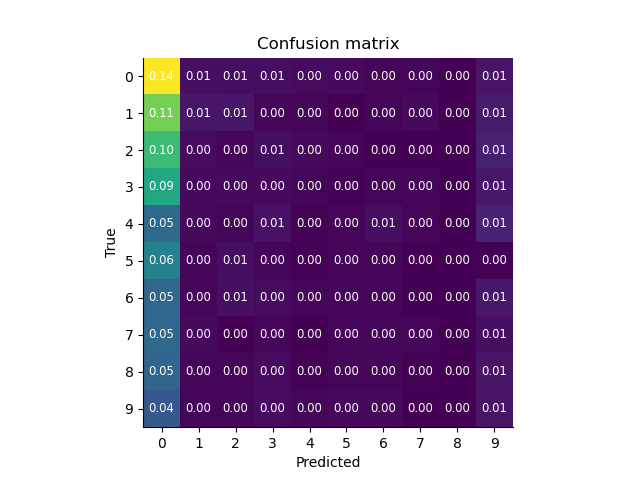 Confusion matrix
0 0.14 0.01 0.01 0.01 0.00 0.00 0.00 0.00 0.00 0.01
1 0.11 0.01 0.01 0.00 0.00 0.00 0.00 0.00 0.00 0.01
2 0.10 0.00 0.00 0.01 0.00 0.00 0.00 0.00 0.00 0.01
3 0.09 0.00 0.00 0.00 0.00 0.00 0.00 0.00 0.00 0.01
4 0.05 0.00 0.00 0.01 0.00 0.00 0.01 0.00 0.00 0.01
True
5 0.06 0.00 0.01 0.00 0.00 0.00 0.00 0.00 0.00 0.00
6 0.05 0.00 0.01 0.00 0.00 0.00 0.00 0.00 0.00 0.01
7 0.05 0.00 0.00 0.00 0.00 0.00 0.00 0.00 0.00 0.01
8 0.05 0.00 0.00 0.00 0.00 0.00 0.00 0.00 0.00 0.01
9 0.04 0.00 0.00 0.00 0.00 0.00 0.00 0.00 0.00 0.01
0 1 2 3 4 5 6 7 8 9
Predicted